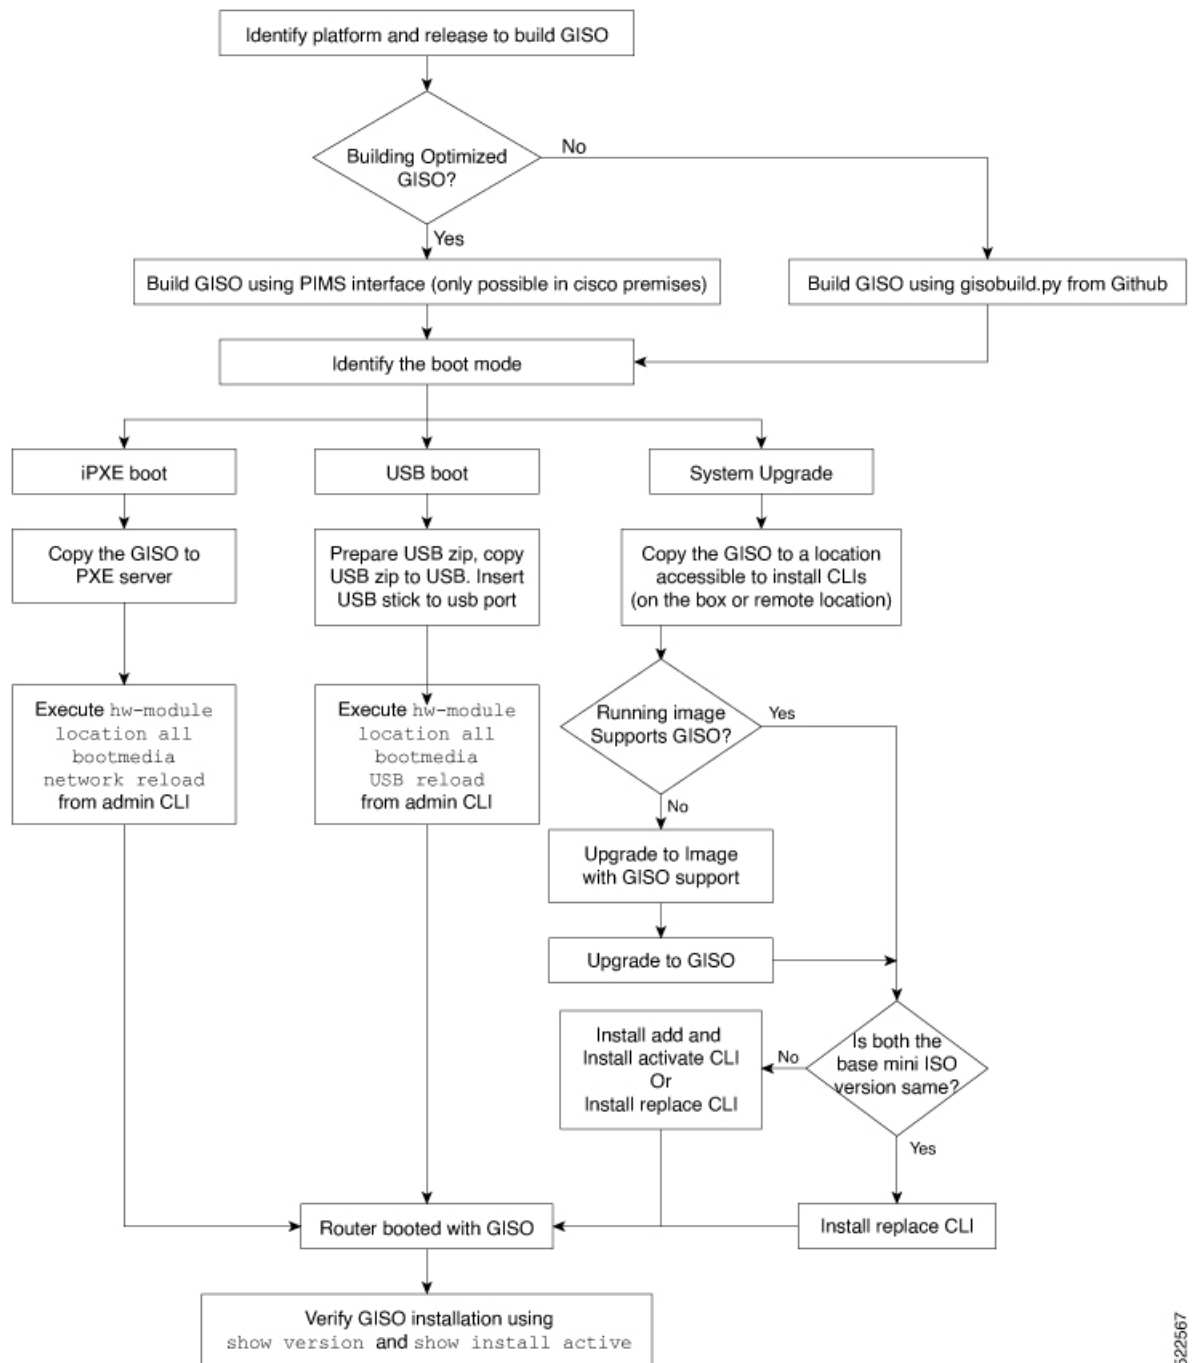 Identify platform and release to build GISO
Building Optimized
GISO?
No
Yes
Build GISO using PIMS interface (only possible in cisco premises)
Build GISO using gisobuild.py from Github
Identify the boot mode
iPXE boot
USB boot
System Upgrade
Copy the GISO to
PXE server
Prepare USB zip, copy
USB zip to USB. Insert
USB stick to usb port
Copy the GISO to a location
accessible to install CLIs
(on the box or remote location)
Execute hw-module
location all
bootmedia
network reload
from admin CLI
Execute hw-module
location all
bootmedia
USB reload
from admin CLI
Running image
Supports GISO?
Yes
No
Upgrade to Image
with GISO support
Upgrade to GISO
Install add and
Install activate CLI
Or
Install replace CLI
No
Is both the
base mini ISO
version same?
Yes
Router booted with GISO
Install replace CLI
Verify GISO installation using
show version and show install active
522567